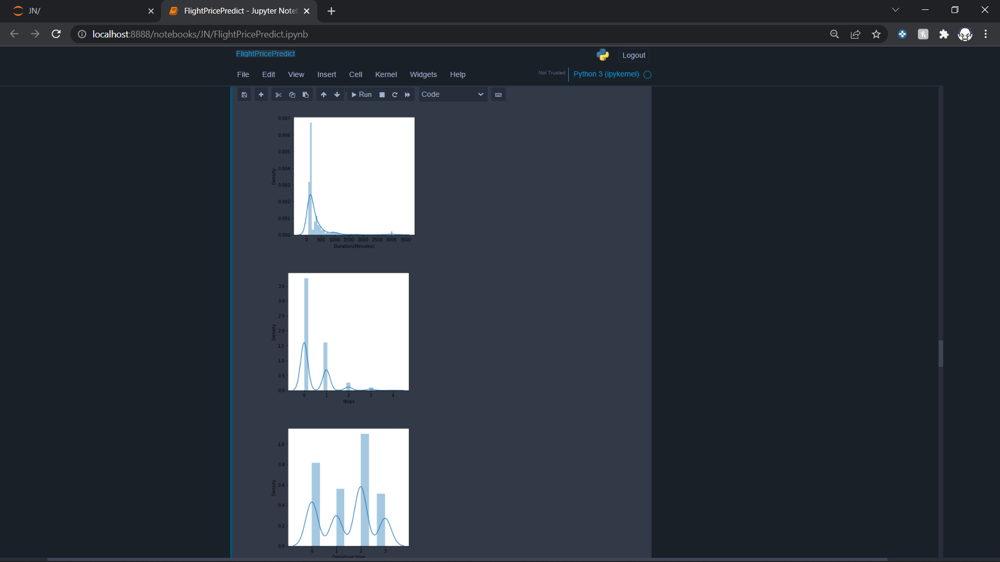 JN/
FlightPricePredict - Jupyter Note
localhost:8888/notebooks/JN/FlightPricePredict.ipynb
FlightPricePredict
Logout
File Edit View Insert Cell Kernel Widgets Help
Not Trusted
Python 3 (ipykernel)
Run
Code
0.007
0.006
0.005
0.004
0.003
0.002
0.001
0.000
Density
0 500 1000 1500 2000 2500 3000 3500
Duration(Minuites)
3.5
3.0
2.5
2.0
1.5
1.0
0.5
0.0
Density
0 1 2 3 4
Stops
1.0
0.8
0.6
0.4
0.2
0.0
Density
0 1 2 3
Departure time